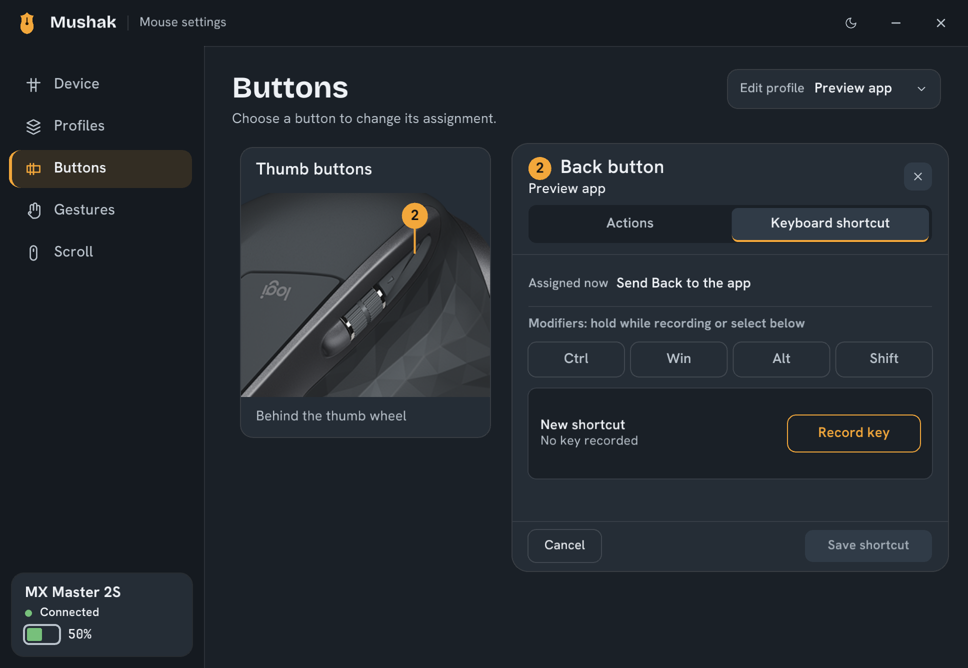 Mushak
Mouse settings
Device
Profiles
Buttons
Gestures
Scroll
MX Master 2S
Connected
50%
Buttons
Choose a button to change its assignment.
Edit profile Preview app
Thumb buttons
2
logi
Behind the thumb wheel
2 Back button
Preview app
Actions
Keyboard shortcut
Assigned now Send Back to the app
Modifiers: hold while recording or select below
Ctrl
Win
Alt
Shift
New shortcut
No key recorded
Record key
Cancel
Save shortcut